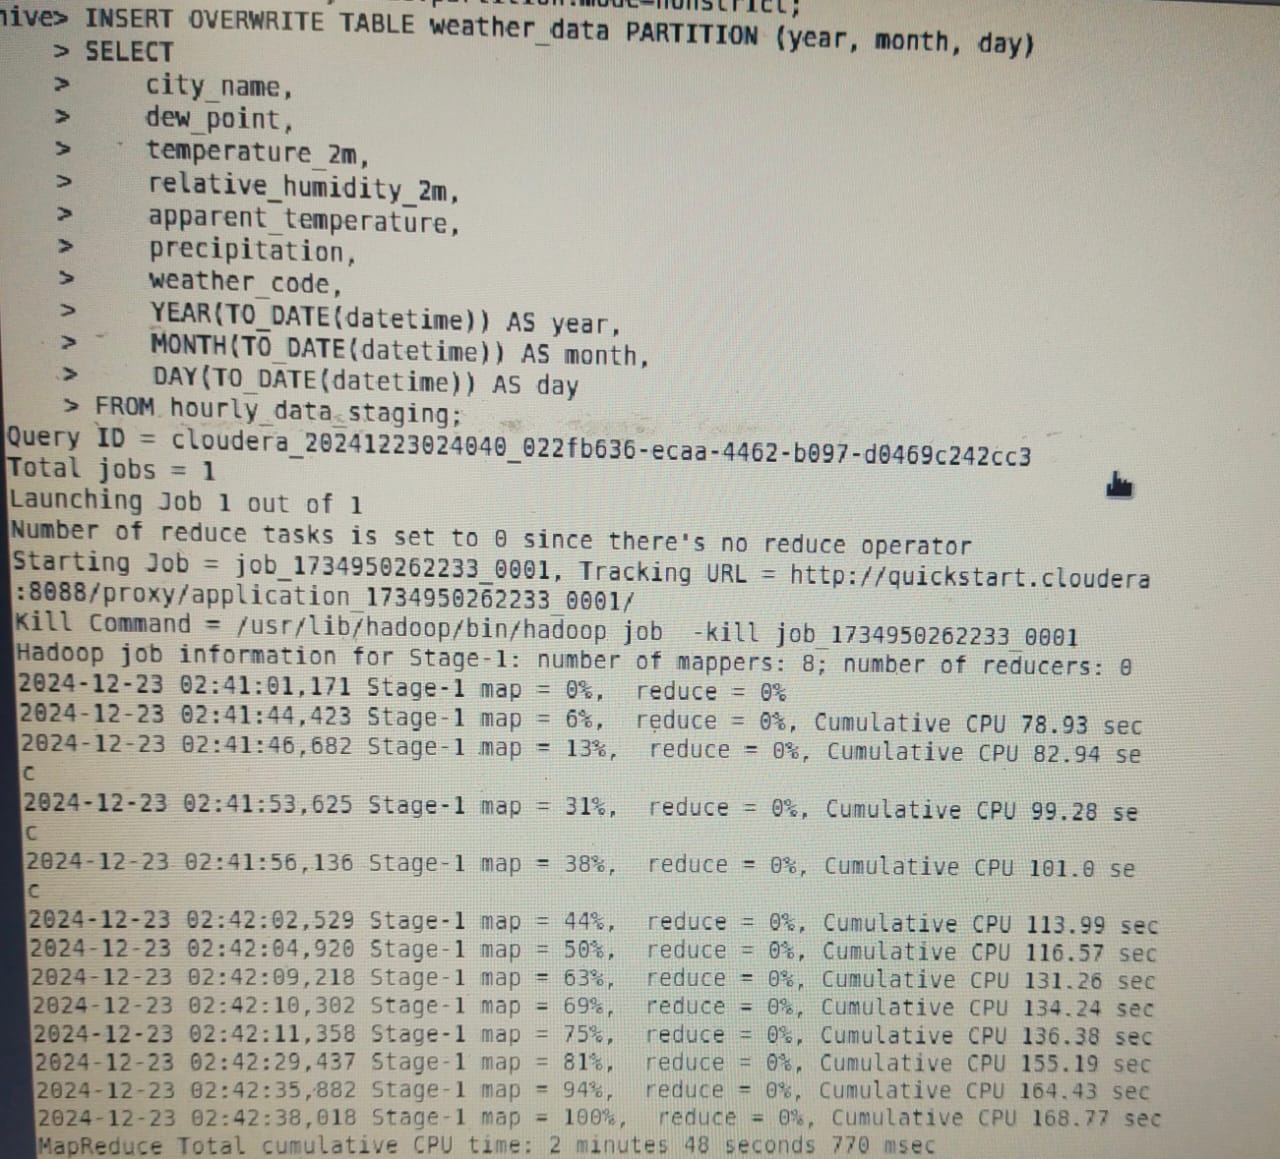 nonstrict;
hive> INSERT OVERWRITE TABLE weather_data PARTITION (year, month, day)
> SELECT
> city_name,
> dew_point,
> temperature_2m,
> relative_humidity_2m,
> apparent_temperature,
> precipitation,
> weather_code,
> YEAR(TO_DATE(datetime)) AS year,
> MONTH(TO_DATE(datetime)) AS month,
> DAY(TO_DATE(datetime)) AS day
> FROM hourly_data_staging;
Query ID = cloudera_20241223024040_022fb636-ecaa-4462-b097-d0469c242cc3
Total jobs = 1
Launching Job 1 out of 1
Number of reduce tasks is set to 0 since there's no reduce operator
Starting Job = job_1734950262233_0001, Tracking URL = http://quickstart.cloudera
:8088/proxy/application_1734950262233_0001/
Kill Command = /usr/lib/hadoop/bin/hadoop job  -kill job_1734950262233_0001
Hadoop job information for Stage-1: number of mappers: 8; number of reducers: 0
2024-12-23 02:41:01,171 Stage-1 map = 0%,  reduce = 0%
2024-12-23 02:41:44,423 Stage-1 map = 6%,  reduce = 0%, Cumulative CPU 78.93 sec
2024-12-23 02:41:46,682 Stage-1 map = 13%,  reduce = 0%, Cumulative CPU 82.94 se
c
2024-12-23 02:41:53,625 Stage-1 map = 31%,  reduce = 0%, Cumulative CPU 99.28 se
c
2024-12-23 02:41:56,136 Stage-1 map = 38%,  reduce = 0%, Cumulative CPU 101.0 se
c
2024-12-23 02:42:02,529 Stage-1 map = 44%,  reduce = 0%, Cumulative CPU 113.99 sec
2024-12-23 02:42:04,920 Stage-1 map = 50%,  reduce = 0%, Cumulative CPU 116.57 sec
2024-12-23 02:42:09,218 Stage-1 map = 63%,  reduce = 0%, Cumulative CPU 131.26 sec
2024-12-23 02:42:10,302 Stage-1 map = 69%,  reduce = 0%, Cumulative CPU 134.24 sec
2024-12-23 02:42:11,358 Stage-1 map = 75%,  reduce = 0%, Cumulative CPU 136.38 sec
2024-12-23 02:42:29,437 Stage-1 map = 81%,  reduce = 0%, Cumulative CPU 155.19 sec
2024-12-23 02:42:35,882 Stage-1 map = 94%,  reduce = 0%, Cumulative CPU 164.43 sec
2024-12-23 02:42:38,018 Stage-1 map = 100%,  reduce = 0%, Cumulative CPU 168.77 sec
MapReduce Total cumulative CPU time: 2 minutes 48 seconds 770 msec